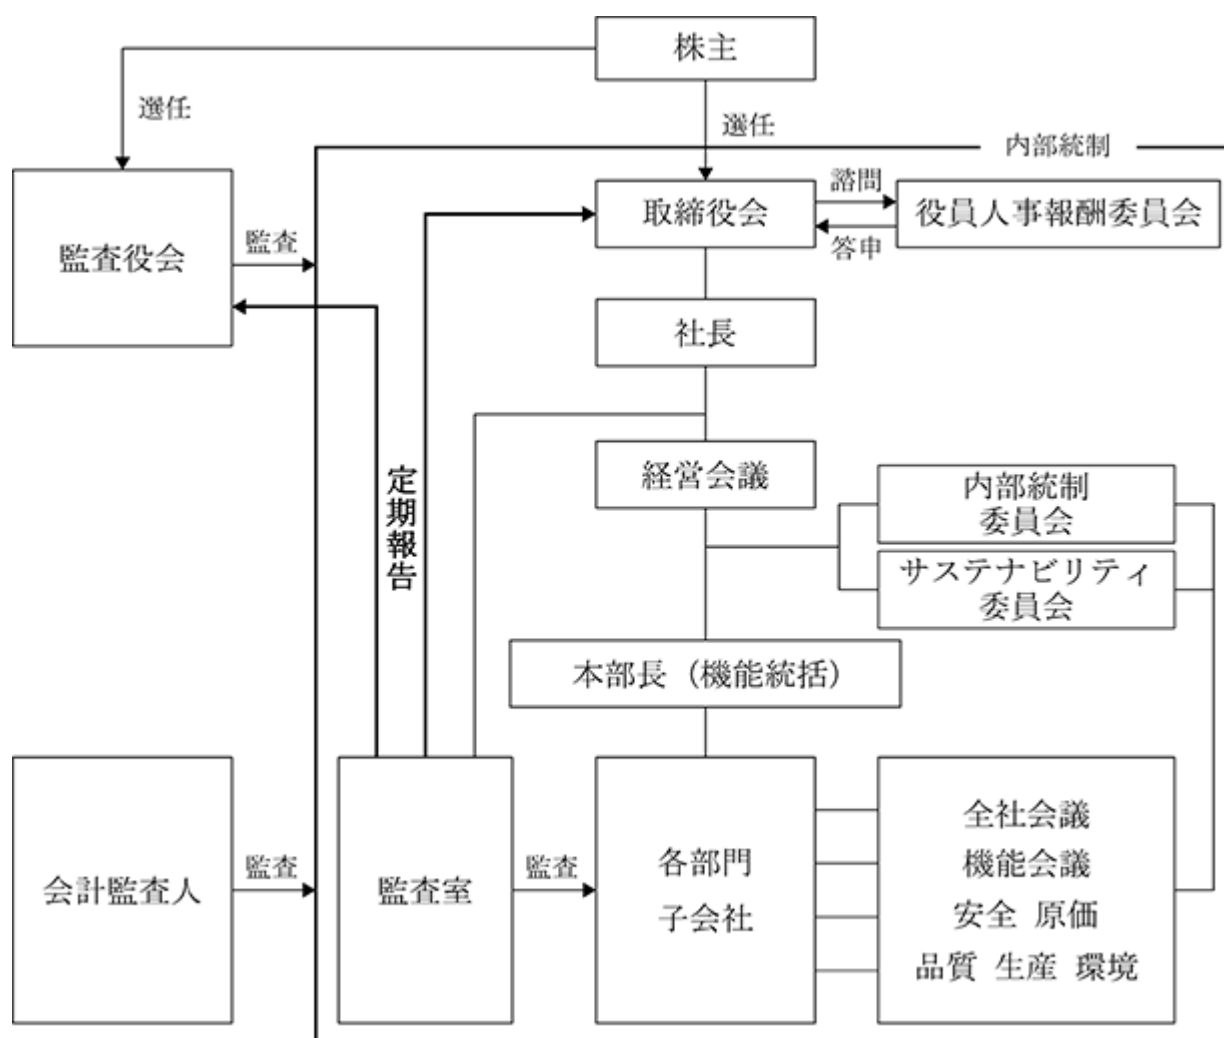 株主
選任
選任
内部統制
監査役会
監査
取締役会
諮問
答申
役員人事報酬委員会
社長
経営会議
定期報告
内部統制
委員会
サステナビリティ
委員会
本部長（機能統括）
会計監査人
監査
監査室
監査
各部門
子会社
全社会議
機能会議
安全 原価
品質 生産 環境